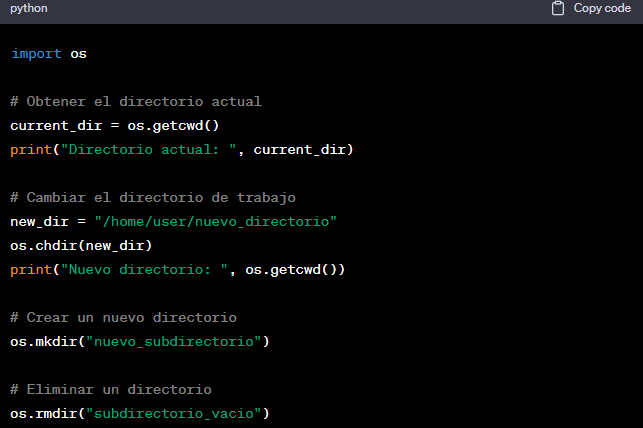 python
Copy code
import os
# Obtener el directorio actual
current_dir = os.getcwd()
print("Directorio actual: ", current_dir)
# Cambiar el directorio de trabajo
new_dir = "/home/user/nuevo_directorio"
os.chdir(new_dir)
print("Nuevo directorio: ", os.getcwd())
# Crear un nuevo directorio
os.mkdir("nuevo_subdirectorio")
# Eliminar un directorio
os.rmdir("subdirectorio_vacio")